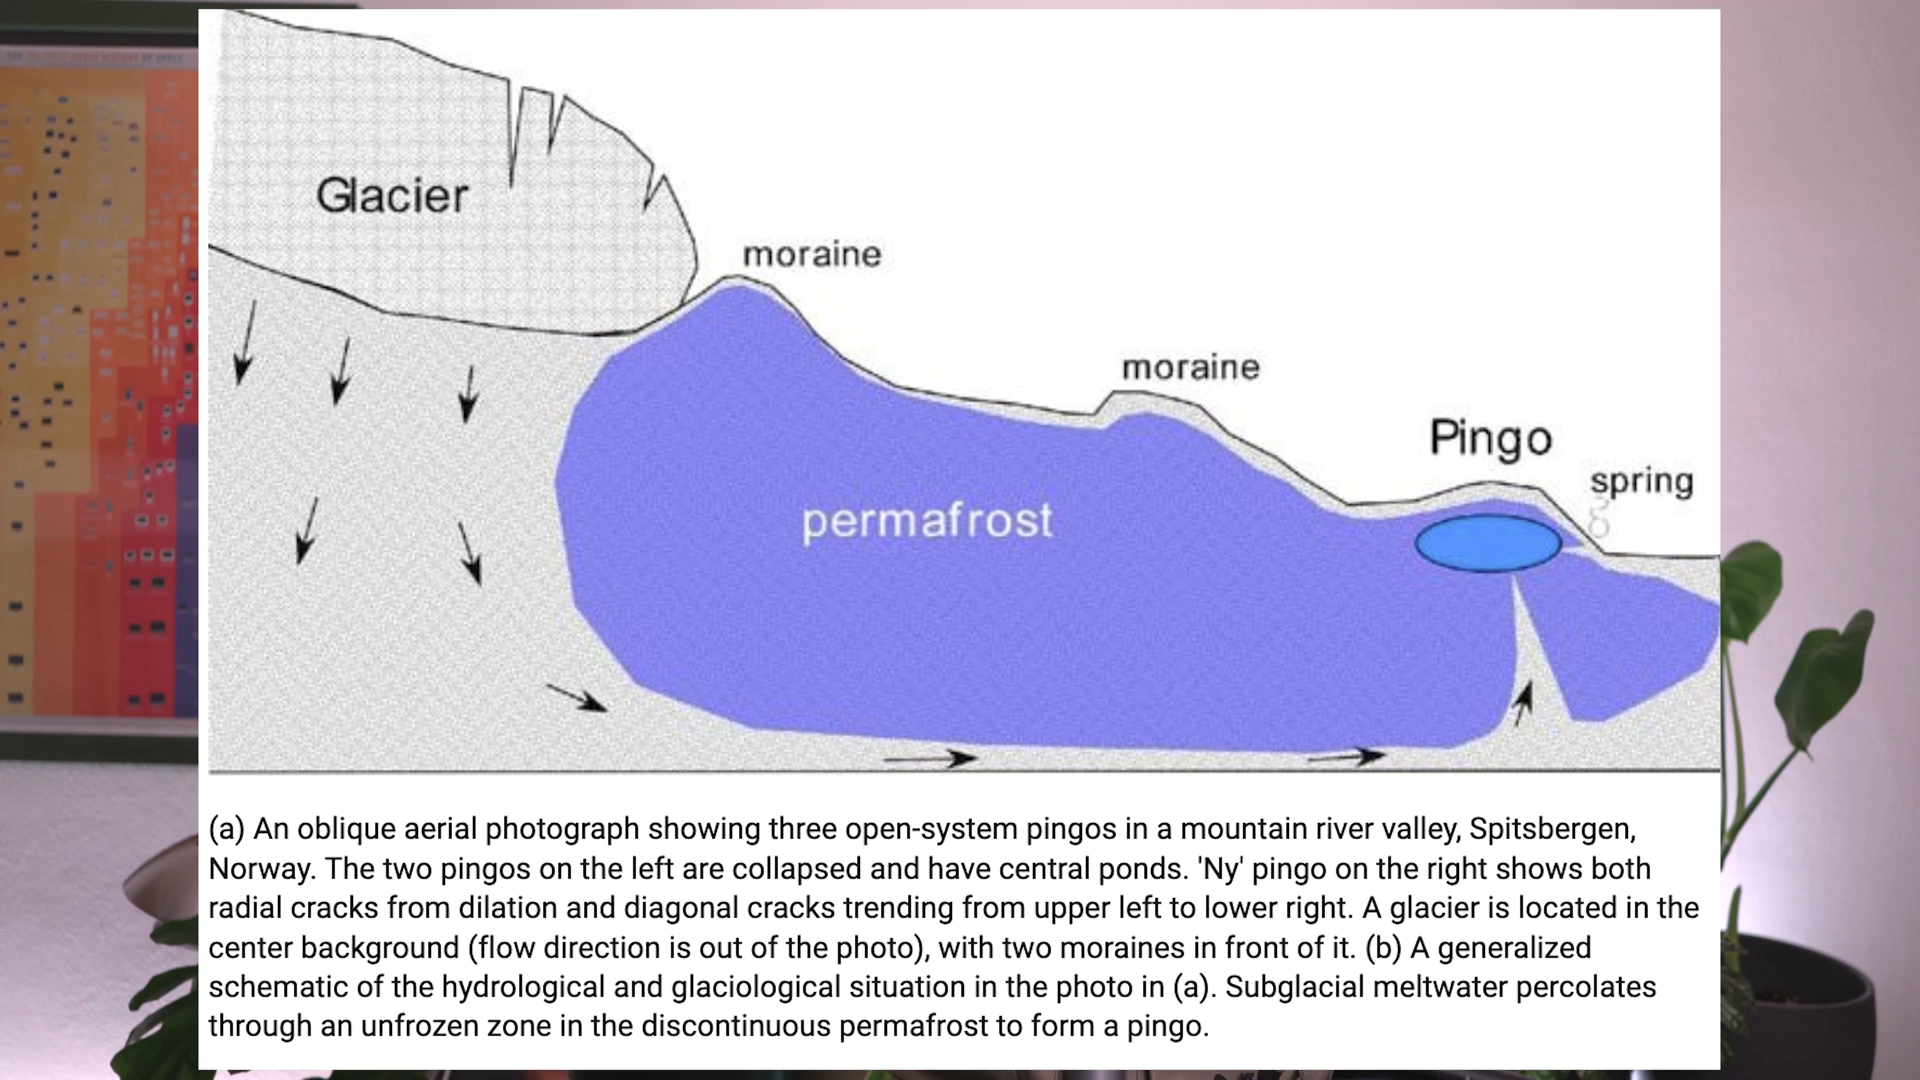 Glacier
moraine
moraine
Pingo
spring
permafrost
(a) An oblique aerial photograph showing three open-system pingos in a mountain river valley, Spitsbergen,
Norway. The two pingos on the left are collapsed and have central ponds. 'Ny' pingo on the right shows both
radial cracks from dilation and diagonal cracks trending from upper left to lower right. A glacier is located in the
center background (flow direction is out of the photo), with two moraines in front of it. (b) A generalized
schematic of the hydrological and glaciological situation in the photo in (a). Subglacial meltwater percolates
through an unfrozen zone in the discontinuous permafrost to form a pingo.